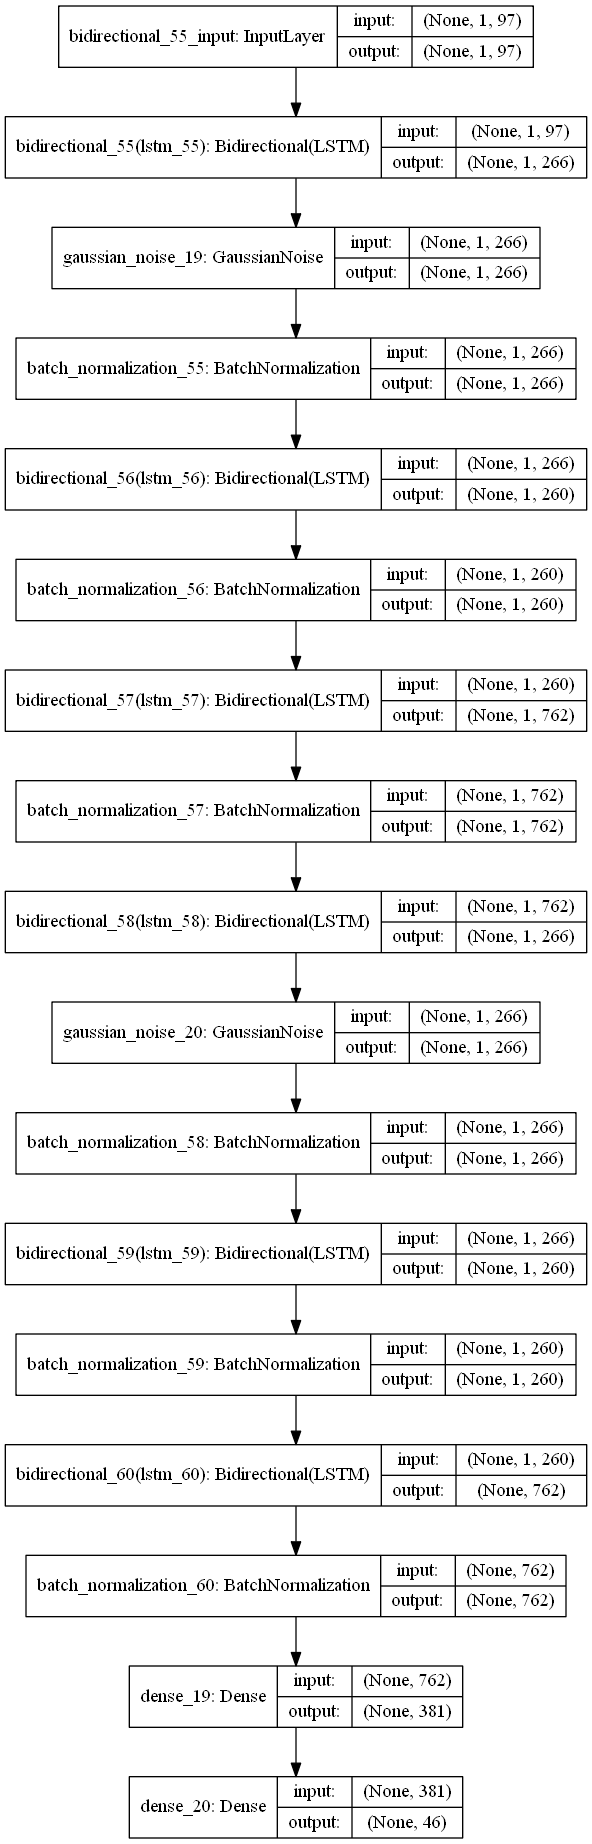 bidirectional_55_input: InputLayer
input: (None, 1, 97)
output: (None, 1, 97)
bidirectional_55(lstm_55): Bidirectional(LSTM)
input: (None, 1, 97)
output: (None, 1, 266)
gaussian_noise_19: GaussianNoise
input: (None, 1, 266)
output: (None, 1, 266)
batch_normalization_55: BatchNormalization
input: (None, 1, 266)
output: (None, 1, 266)
bidirectional_56(lstm_56): Bidirectional(LSTM)
input: (None, 1, 266)
output: (None, 1, 260)
batch_normalization_56: BatchNormalization
input: (None, 1, 260)
output: (None, 1, 260)
bidirectional_57(lstm_57): Bidirectional(LSTM)
input: (None, 1, 260)
output: (None, 1, 762)
batch_normalization_57: BatchNormalization
input: (None, 1, 762)
output: (None, 1, 762)
bidirectional_58(lstm_58): Bidirectional(LSTM)
input: (None, 1, 762)
output: (None, 1, 266)
gaussian_noise_20: GaussianNoise
input: (None, 1, 266)
output: (None, 1, 266)
batch_normalization_58: BatchNormalization
input: (None, 1, 266)
output: (None, 1, 266)
bidirectional_59(lstm_59): Bidirectional(LSTM)
input: (None, 1, 266)
output: (None, 1, 260)
batch_normalization_59: BatchNormalization
input: (None, 1, 260)
output: (None, 1, 260)
bidirectional_60(lstm_60): Bidirectional(LSTM)
input: (None, 1, 260)
output: (None, 762)
batch_normalization_60: BatchNormalization
input: (None, 762)
output: (None, 762)
dense_19: Dense
input: (None, 762)
output: (None, 381)
dense_20: Dense
input: (None, 381)
output: (None, 46)